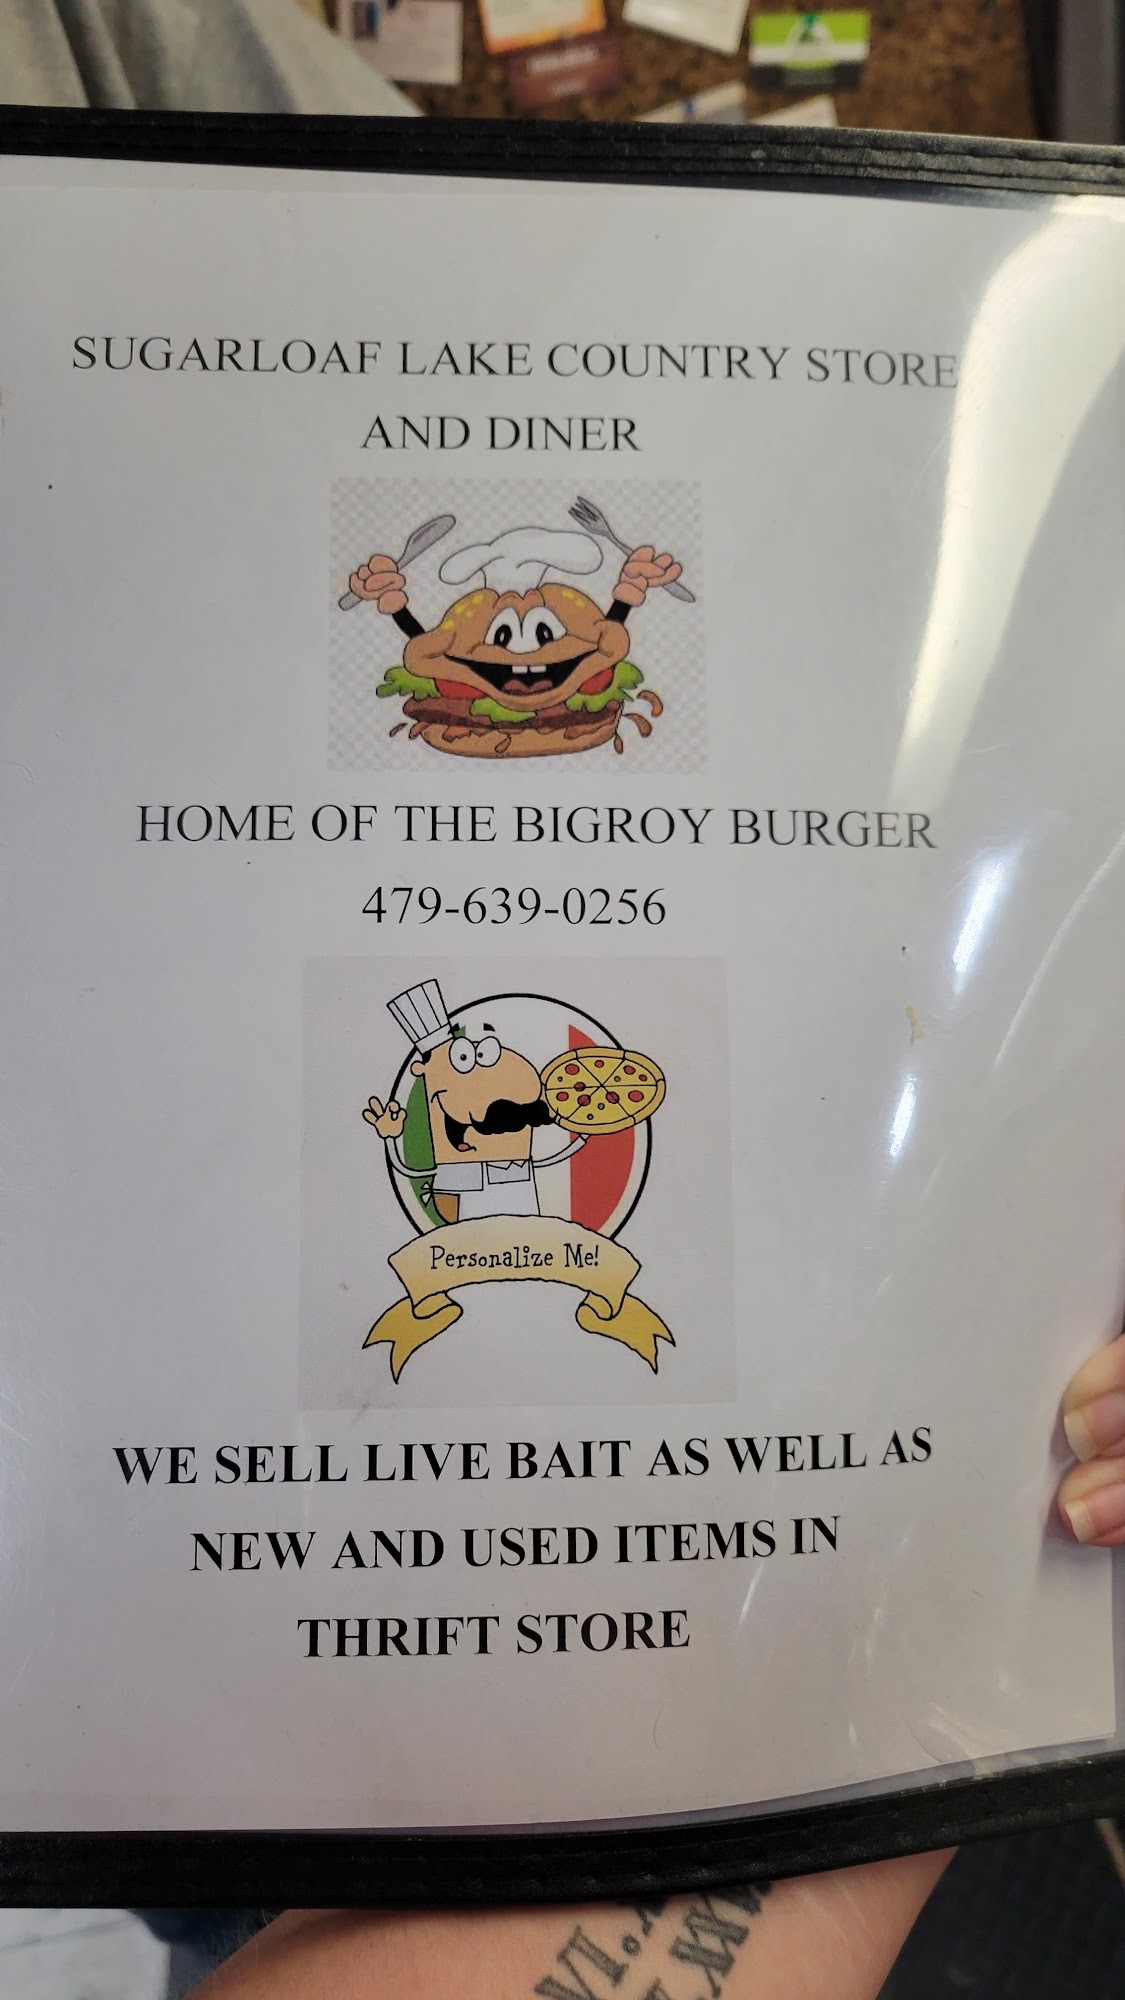 SUGARLOAF LAKE COUNTRY STORE
AND DINER
HOME OF THE BIGROY BURGER
479-639-0256
Personalize Me!
WE SELL LIVE BAIT AS WELL AS
NEW AND USED ITEMS IN
THRIFT STORE